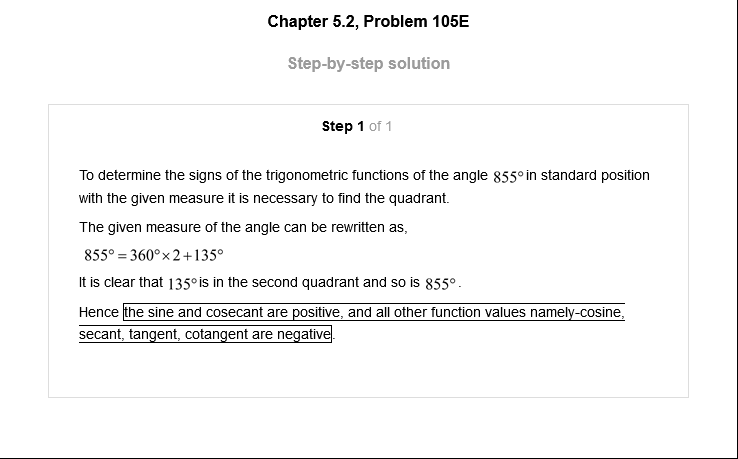 Chapter 5.2, Problem 105E
Step-by-step solution
Step 1 of 1
To determine the signs of the trigonometric functions of the angle 855° in standard position
with the given measure it is necessary to find the quadrant.
The given measure of the angle can be rewritten as,
855° = 360° × 2 + 135°
It is clear that 135° is in the second quadrant and so is 855°.
Hence the sine and cosecant are positive, and all other function values namely-cosine,
secant, tangent, cotangent are negative.